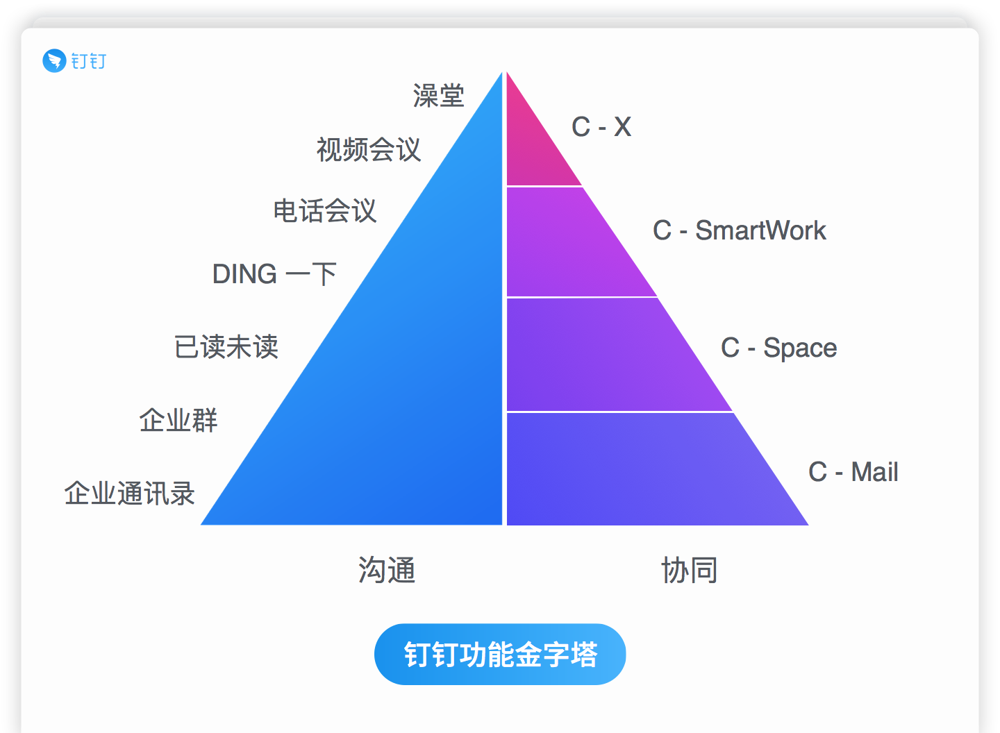 钉钉
澡堂
C - X
视频会议
电话会议
C - SmartWork
DING 一下
已读未读
C - Space
企业群
企业通讯录
C - Mail
沟通
协同
钉钉功能金字塔